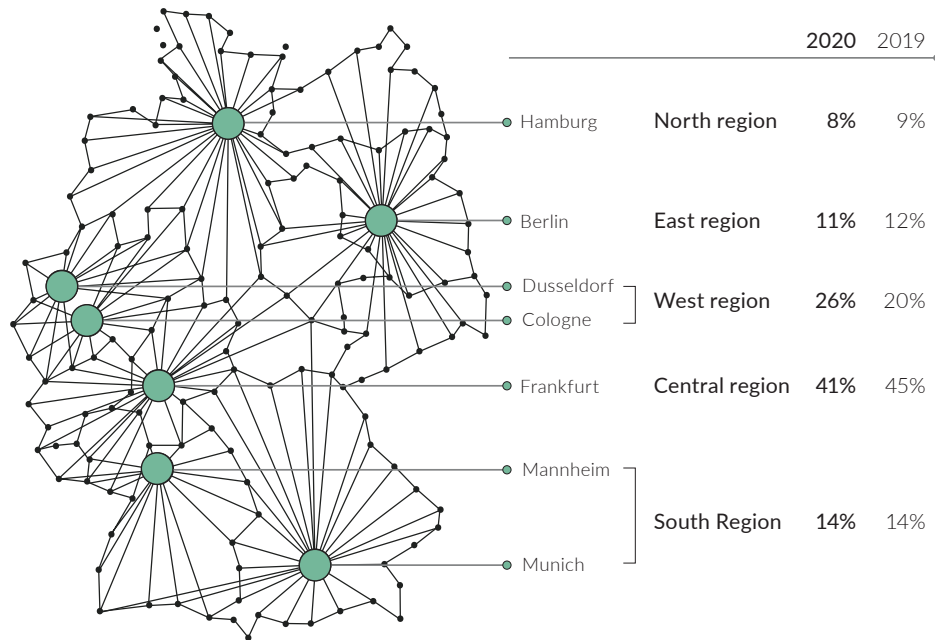 2020 2019
Hamburg North region 8% 9%
Berlin East region 11% 12%
Dusseldorf
West region 26% 20%
Cologne
Frankfurt Central region 41% 45%
Mannheim
South Region 14% 14%
Munich